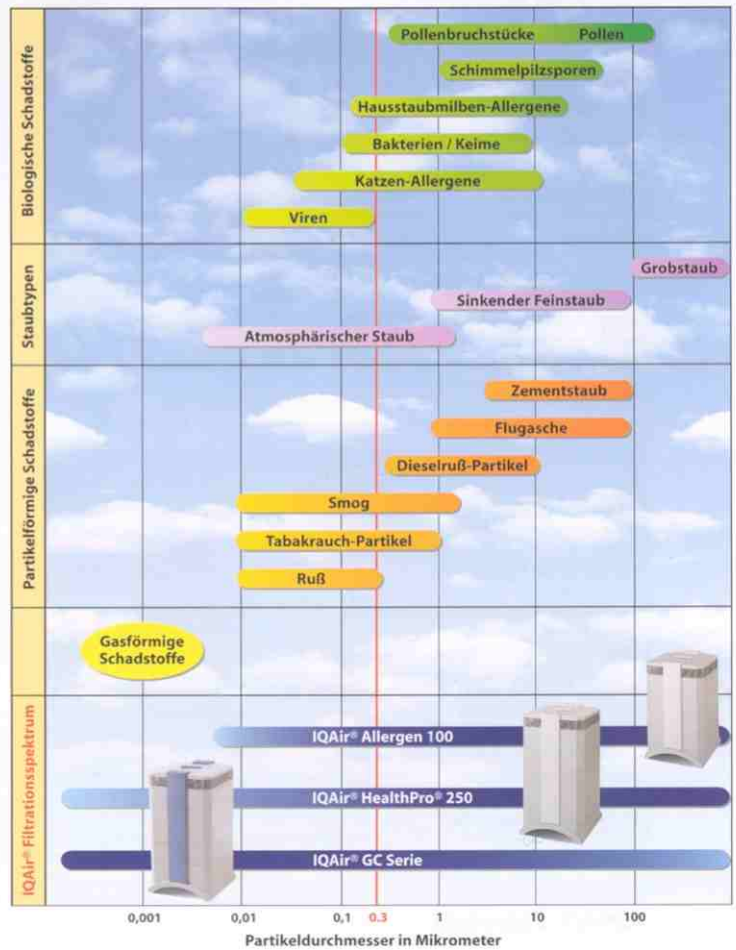 Biologische Schadstoffe
Pollenbruchstücke Pollen
Schimmelpilzsporen
Hausstaubmilben-Allergene
Bakterien / Keime
Katzen-Allergene
Viren
Staubtypen
Grobstaub
Sinkender Feinstaub
Atmosphärischer Staub
Partikelförmige Schadstoffe
Zementstaub
Flugasche
Dieselruß-Partikel
Smog
Tabakrauch-Partikel
Ruß
Gasförmige
Schadstoffe
IQAir® Filtrationsspektrum
IQAir® Allergen 100
IQAir® HealthPro® 250
IQAir® GC Serie
0,001 0,01 0,1 0.3 1 10 100
Partikeldurchmesser in Mikrometer